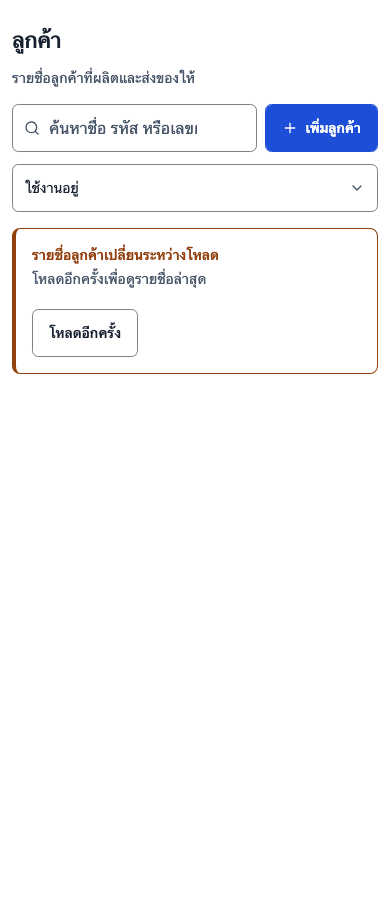 ลูกค้า
รายชื่อลูกค้าที่ผลิตและส่งของให้
ค้นหาชื่อ รหัส หรือเลข
เพิ่มลูกค้า
ใช้งานอยู่
รายชื่อลูกค้าเปลี่ยนระหว่างโหลด
โหลดอีกครั้งเพื่อดูรายชื่อล่าสุด
โหลดอีกครั้ง